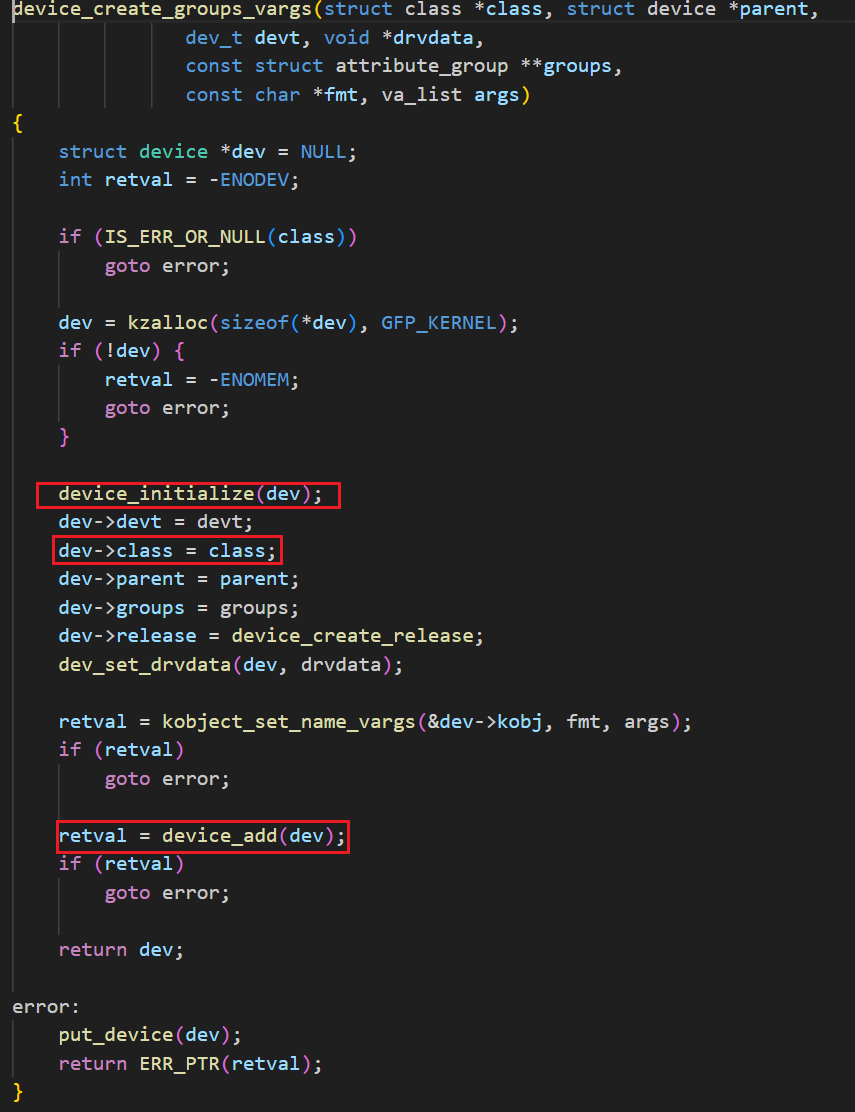 device_create_groups_vargs(struct class *class, struct device *parent,
dev_t devt, void *drvdata,
const struct attribute_group **groups,
const char *fmt, va_list args)
{
struct device *dev = NULL;
int retval = -ENODEV;
if (IS_ERR_OR_NULL(class))
goto error;
dev = kzalloc(sizeof(*dev), GFP_KERNEL);
if (!dev) {
retval = -ENOMEM;
goto error;
}
device_initialize(dev);
dev->devt = devt;
dev->class = class;
dev->parent = parent;
dev->groups = groups;
dev->release = device_create_release;
dev_set_drvdata(dev, drvdata);
retval = kobject_set_name_vargs(&dev->kobj, fmt, args);
if (retval)
goto error;
retval = device_add(dev);
if (retval)
goto error;
return dev;
error:
put_device(dev);
return ERR_PTR(retval);
}